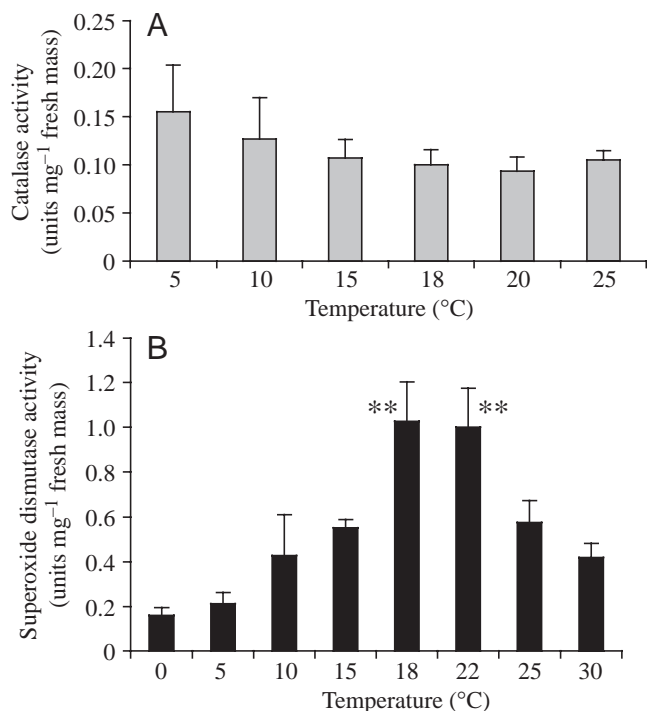 A
Catalase activity
(units mg⁻¹ fresh mass)
0.25
0.20
0.15
0.10
0.05
0
5 10 15 18 20 25
Temperature (°C)
B
Superoxide dismutase activity
(units mg⁻¹ fresh mass)
1.4
1.2
1.0
0.8
0.6
0.4
0.2
0
** **
0 5 10 15 18 22 25 30
Temperature (°C)